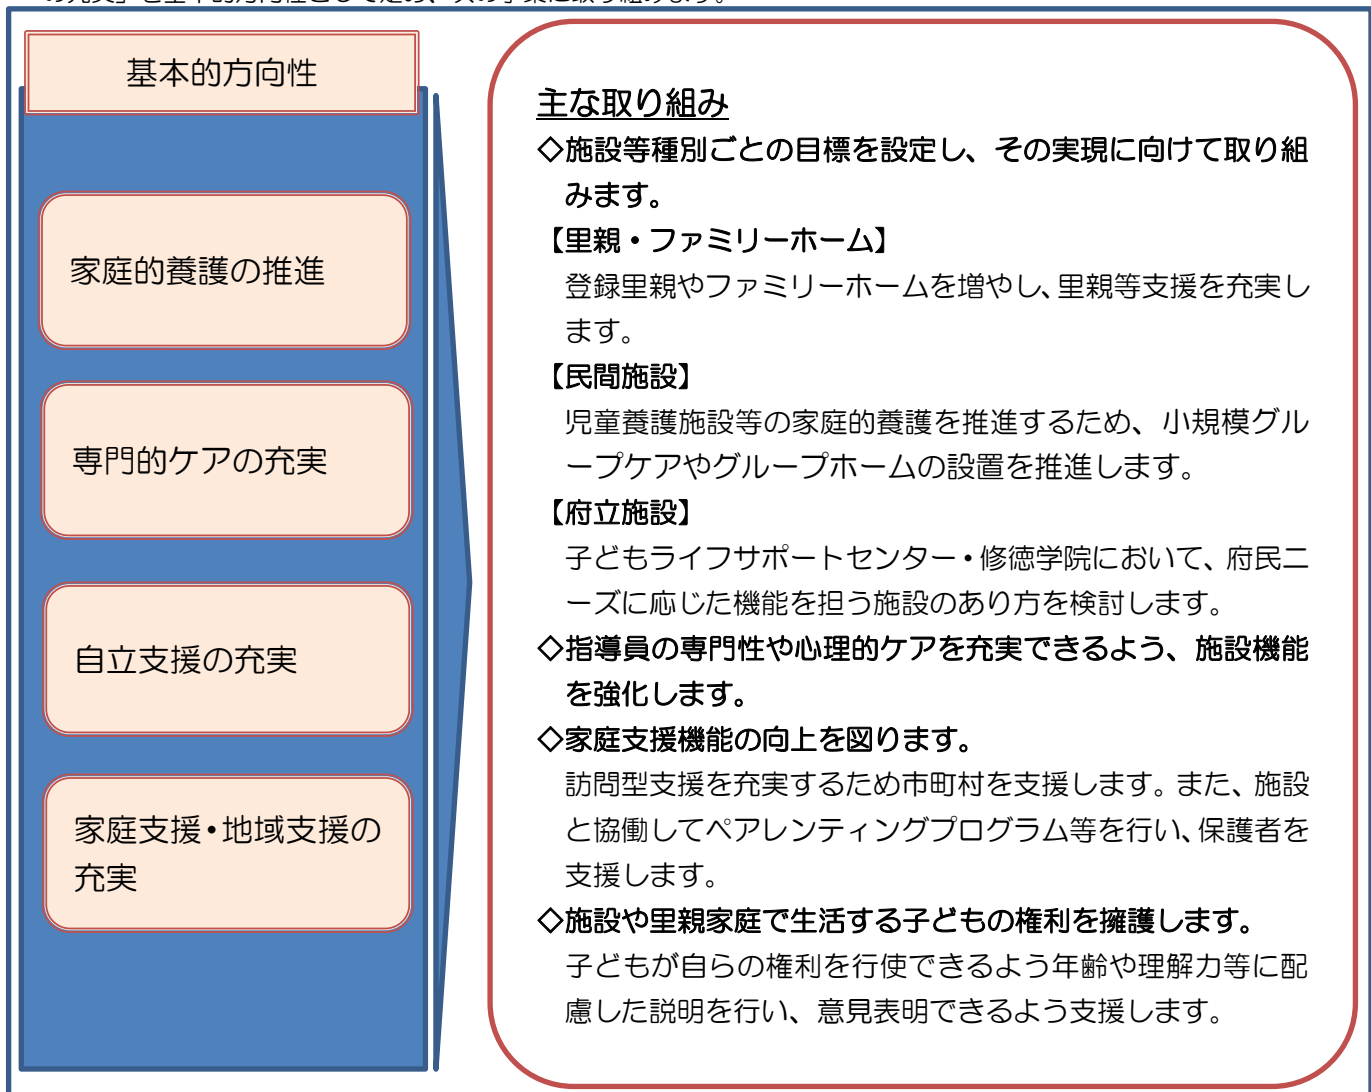 基本的方向性
家庭的養護の推進
専門的ケアの充実
自立支援の充実
家庭支援・地域支援の
充実
主な取り組み
◇施設等種別ごとの目標を設定し、その実現に向けて取り組
みます。
【里親・ファミリーホーム】
登録里親やファミリーホームを増やし、里親等支援を充実し
ます。
【民間施設】
児童養護施設等の家庭的養護を推進するため、小規模グル
ープケアやグループホームの設置を推進します。
【府立施設】
子どもライフサポートセンター・修徳学院において、府民ニ
ーズに応じた機能を担う施設のあり方を検討します。
◇指導員の専門性や心理的ケアを充実できるよう、施設機能
を強化します。
◇家庭支援機能の向上を図ります。
訪問型支援を充実するため市町村を支援します。また、施設
と協働してペアレンティングプログラム等を行い、保護者を
支援します。
◇施設や里親家庭で生活する子どもの権利を擁護します。
子どもが自らの権利を行使できるよう年齢や理解力等に配
慮した説明を行い、意見表明できるよう支援します。